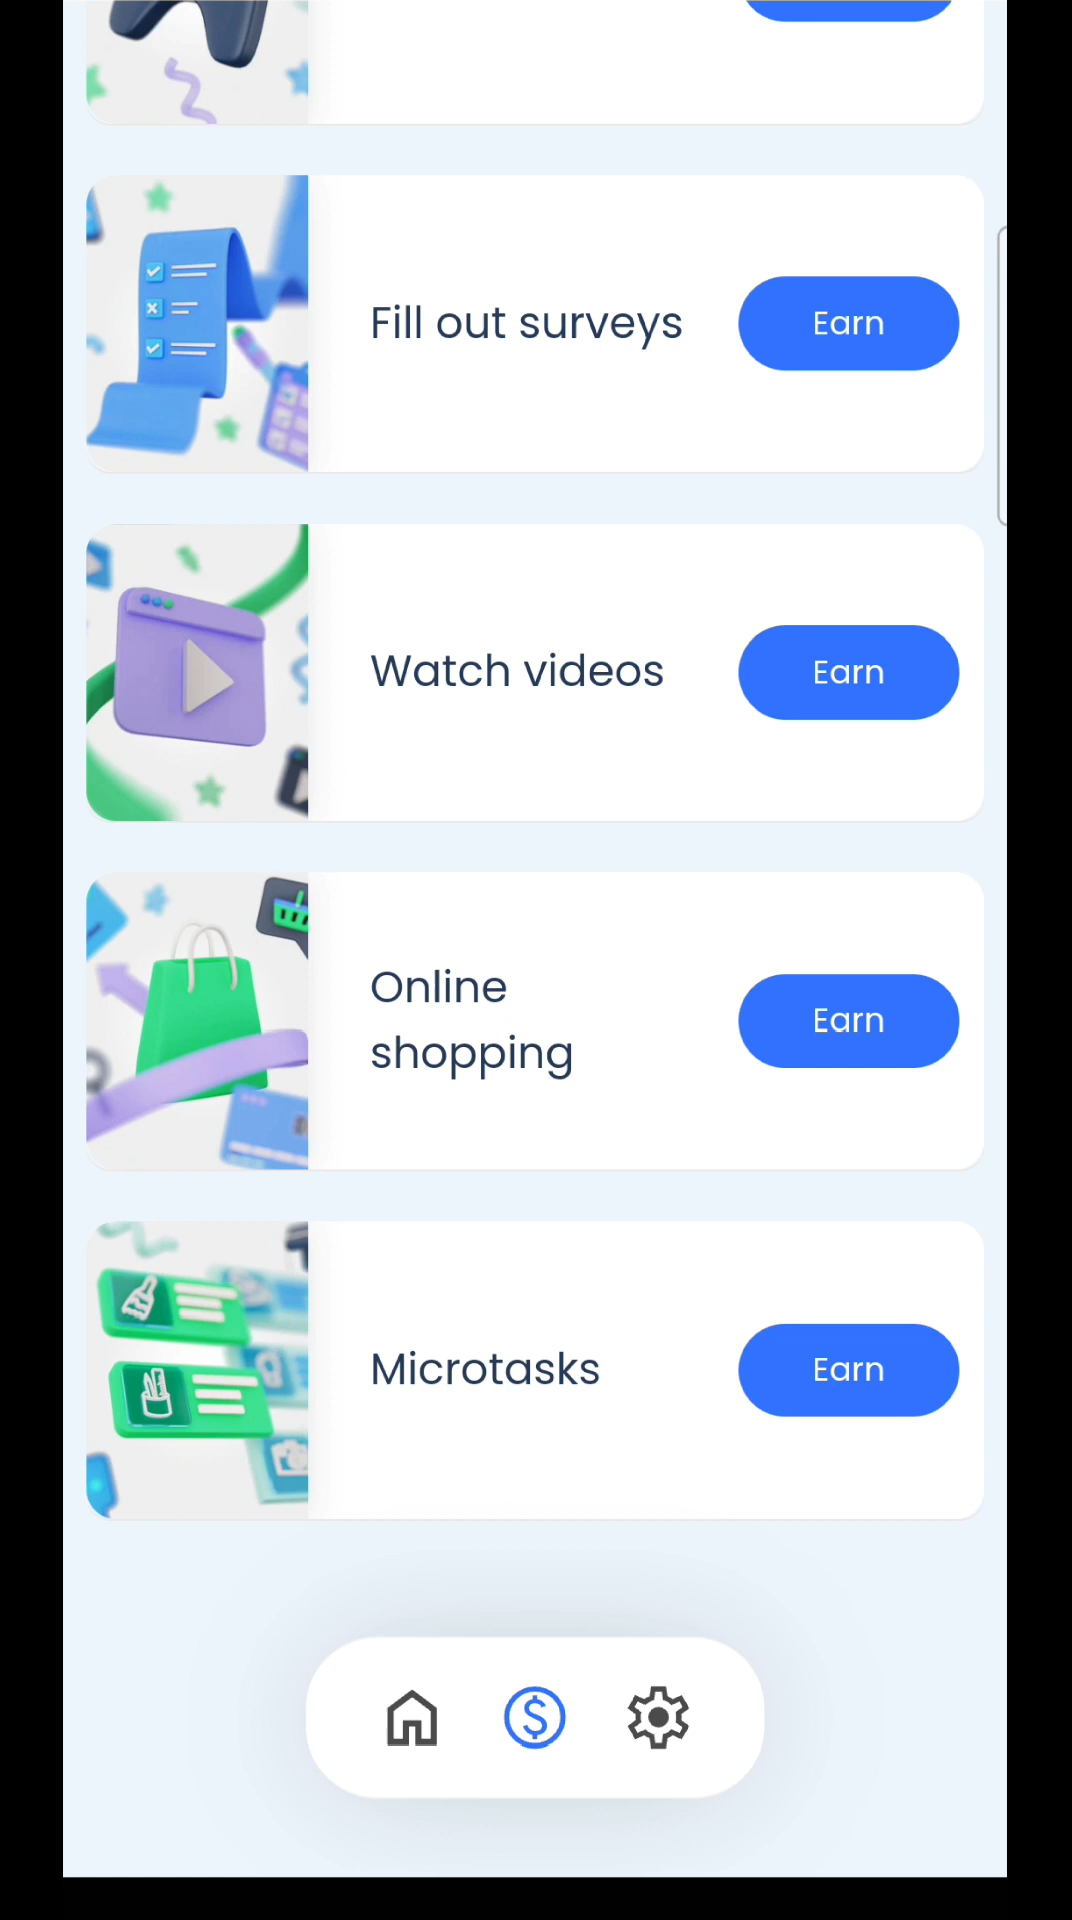 Fill out surveys
Earn
Watch videos
Earn
Online
shopping
Earn
Microtasks
Earn